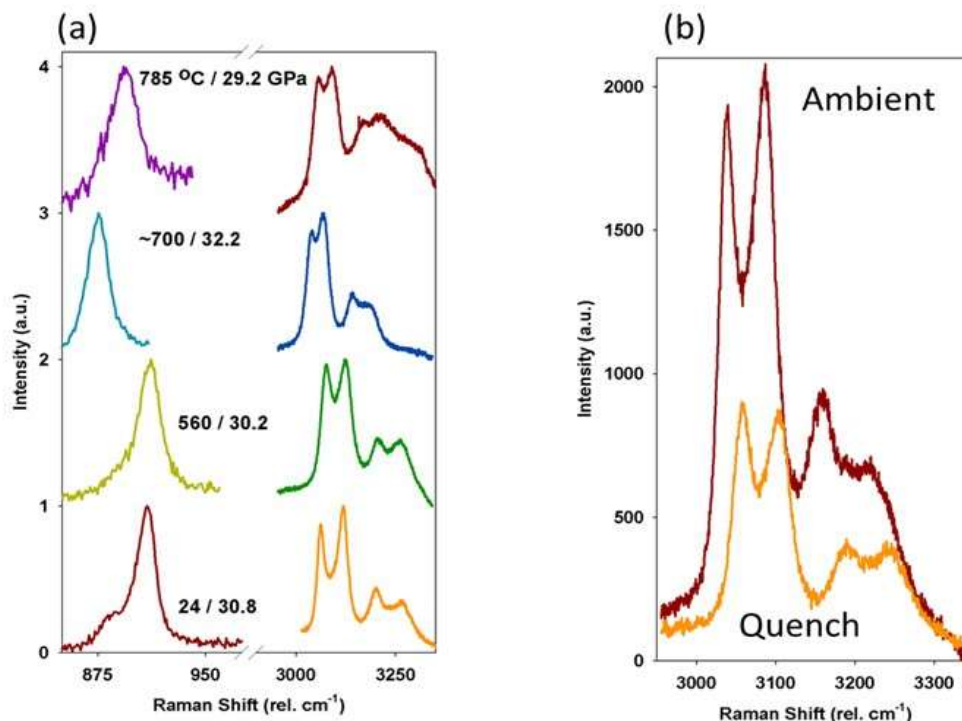 (a)
785 ºC / 29.2 GPa
~700 / 32.2
560 / 30.2
24 / 30.8
4
3
2
1
0
Intensity (a.u.)
875 950 3000 3250
Raman Shift (rel. cm⁻¹)
(b)
Ambient
Quench
2000
1500
1000
500
0
Intensity (a.u.)
3000 3100 3200 3300
Raman Shift (rel. cm⁻¹)